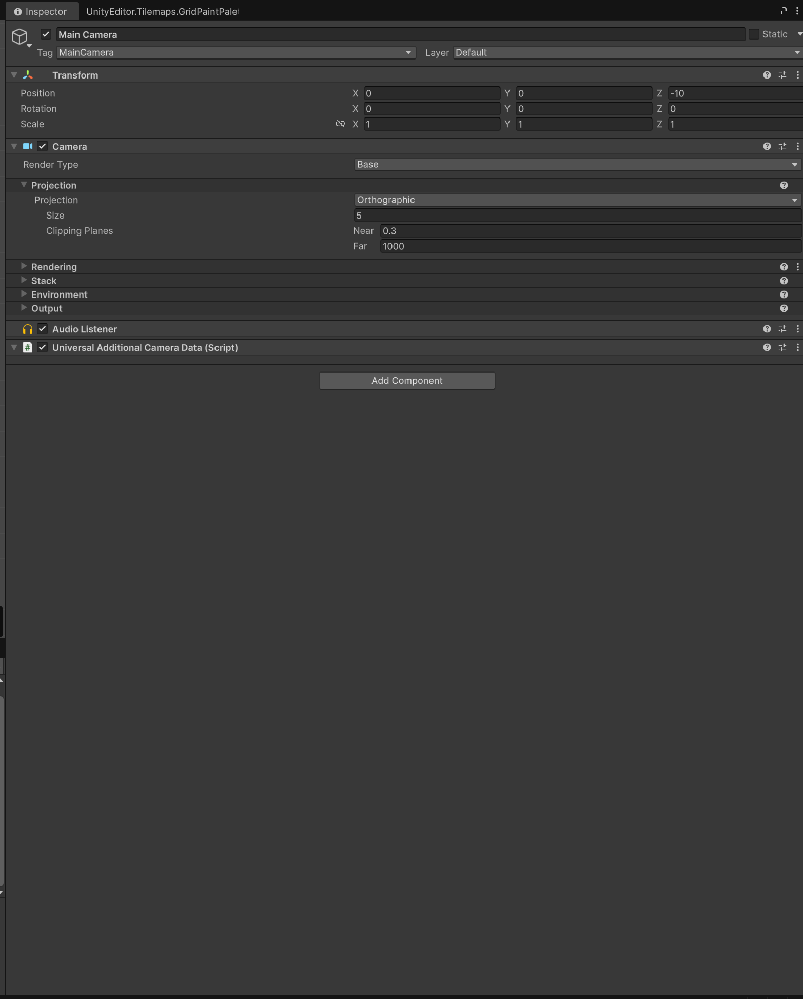 Inspector UnityEditor.Tilemaps.GridPaintPalet
Main Camera Static
Tag MainCamera Layer Default
Transform
Position X 0 Y 0 Z -10
Rotation X 0 Y 0 Z 0
Scale X 1 Y 1 Z 1
Camera
Render Type Base
Projection
Projection Orthographic
Size 5
Clipping Planes Near 0.3
Far 1000
Rendering
Stack
Environment
Output
Audio Listener
# Universal Additional Camera Data (Script)
Add Component